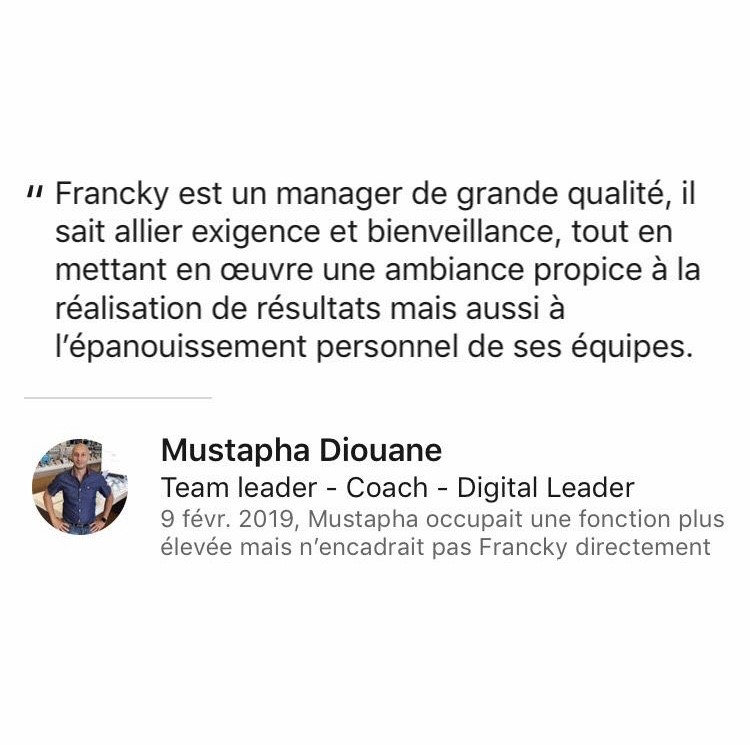 " Francky est un manager de grande qualité, il
sait allier exigence et bienveillance, tout en
mettant en œuvre une ambiance propice à la
réalisation de résultats mais aussi à
l’épanouissement personnel de ses équipes.
Mustapha Diouane
Team leader - Coach - Digital Leader
9 févr. 2019, Mustapha occupait une fonction plus
élevée mais n’encadrait pas Francky directement